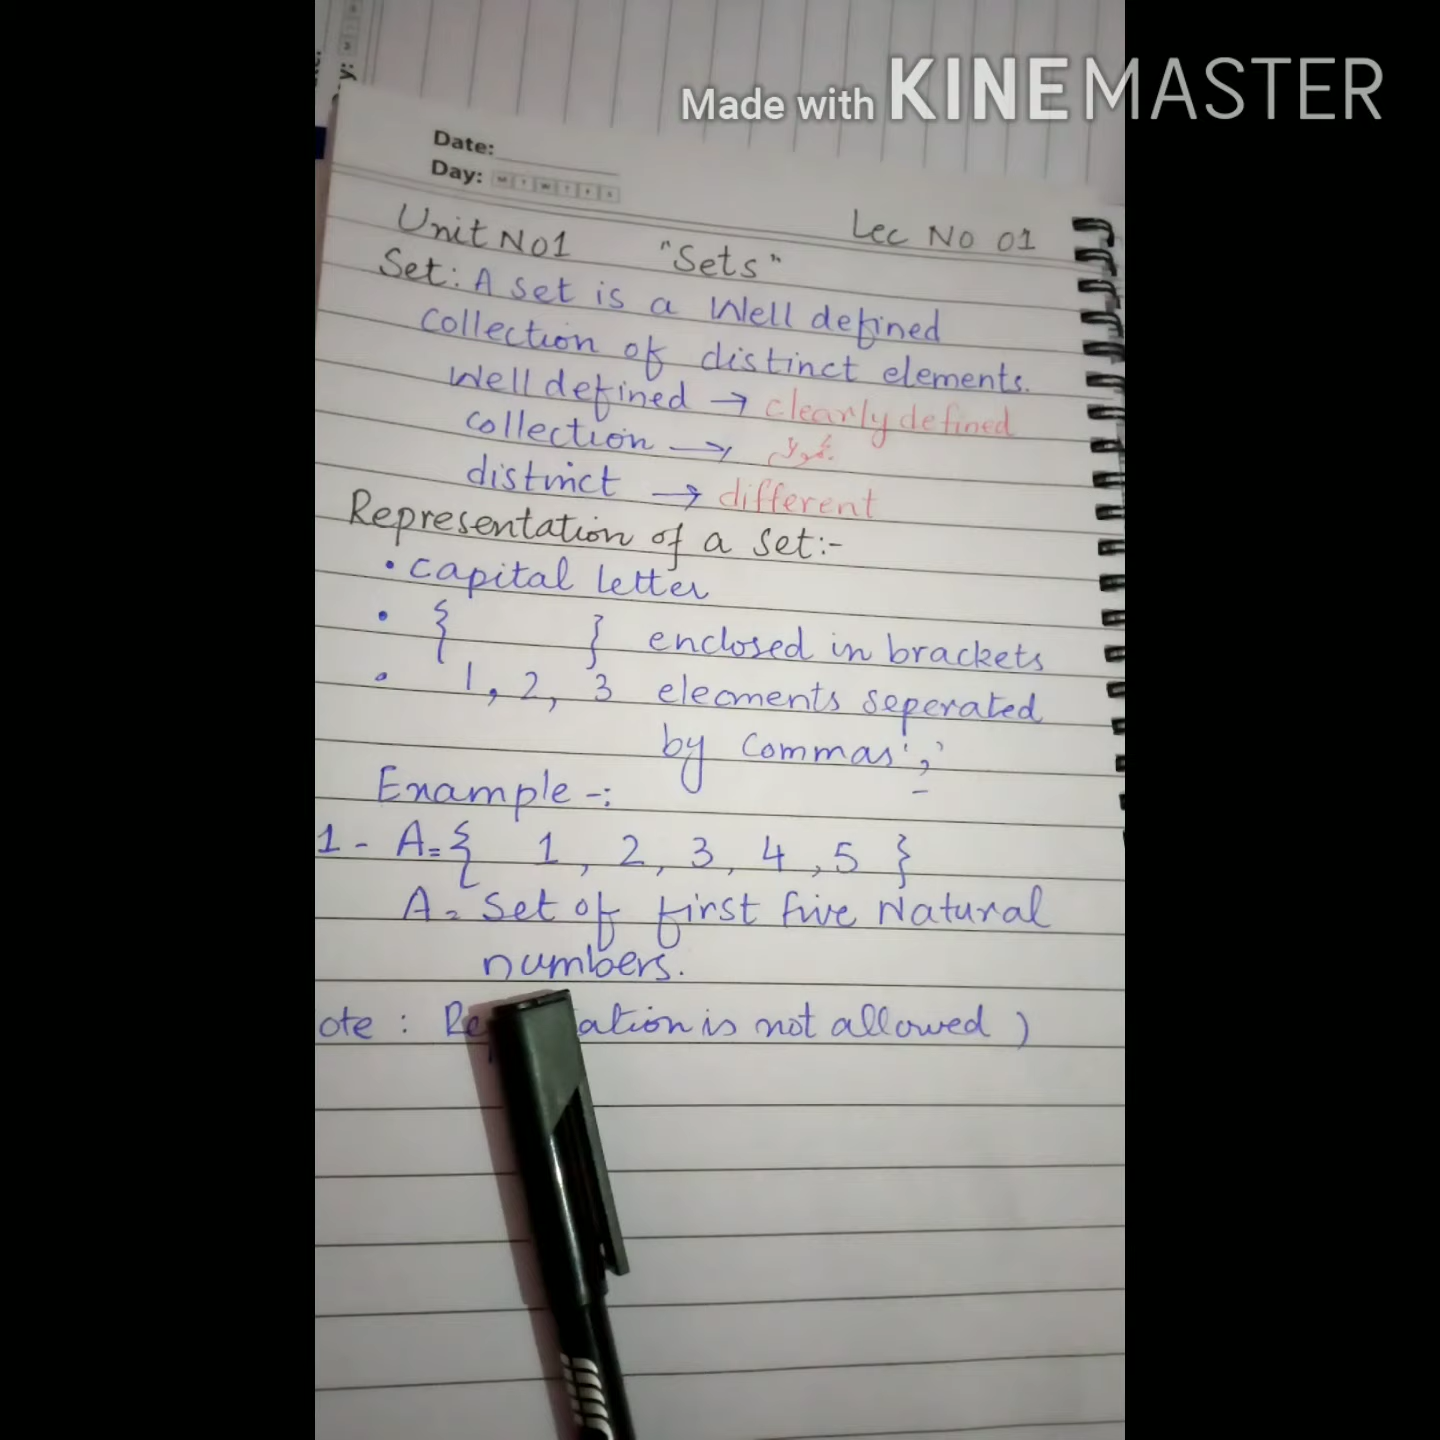 Made with KINEMASTER
Date:
Day:
Unit No1 "Sets" Lec No 01
Set: A set is a Well defined
collection of distinct elements.
Well defined → clearly defined
collection →
distinct → different
Representation of a set:-
• capital letter
• { } enclosed in brackets
• 1, 2, 3 elecments seperated
by commas ','
Example -:
1 - A={ 1, 2, 3, 4, 5 }
A = Set of first five Natural
numbers.
ote : is not allowed )